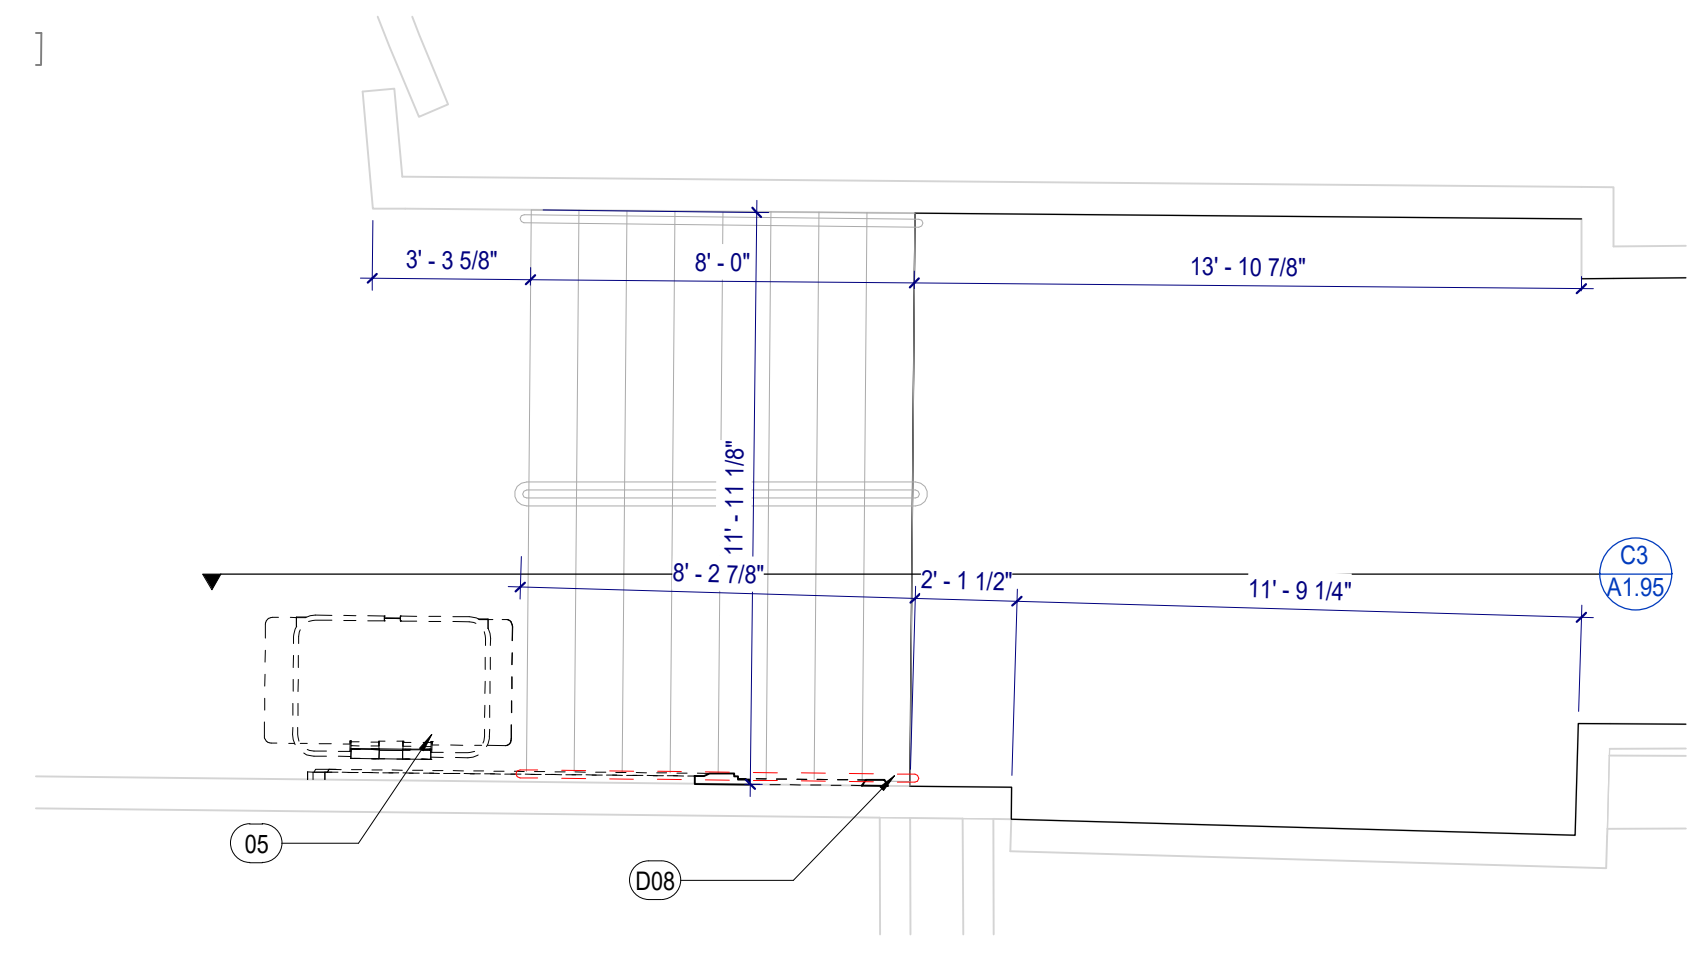 ]
3' - 3 5/8"
8' - 0"
13' - 10 7/8"
11' - 11 1/8"
8' - 2 7/8"
2' - 1 1/2"
11' - 9 1/4"
C3
A1.95
05
D08